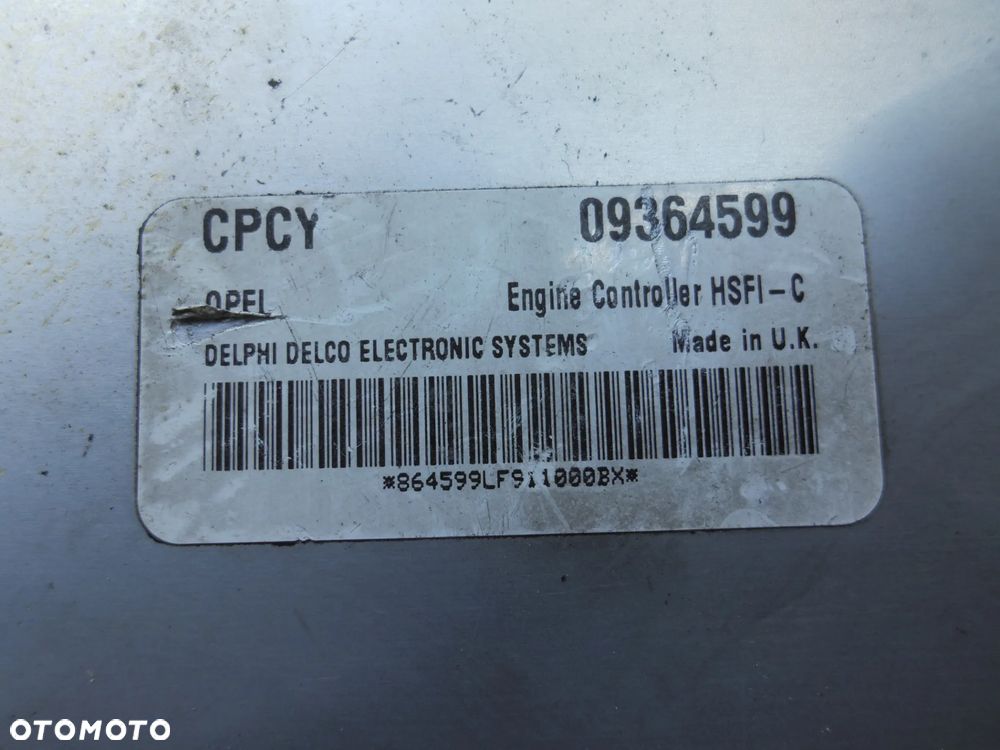 CPCY 09364599
OPEL Engine Controller HSFI-C
DELPHI DELCO ELECTRONIC SYSTEMS Made in U.K.
*864599LF911000BX*
OTOMOTO